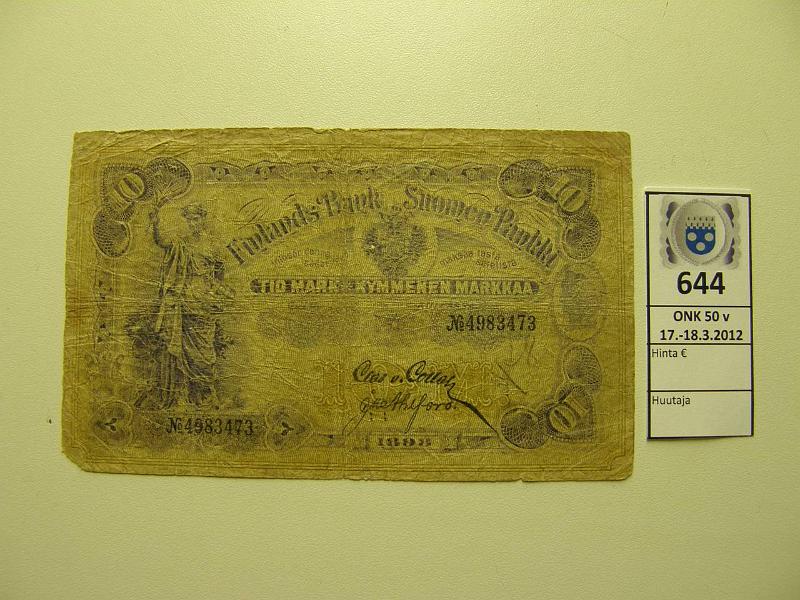 10 10
Finlands Bank Suomen Pankki
TIO MARK - KYMMENEN MARKKAA
№4983473
№4983473
10
644
ONK 50 v
17.-18.3.2012
Hinta €
Huutaja